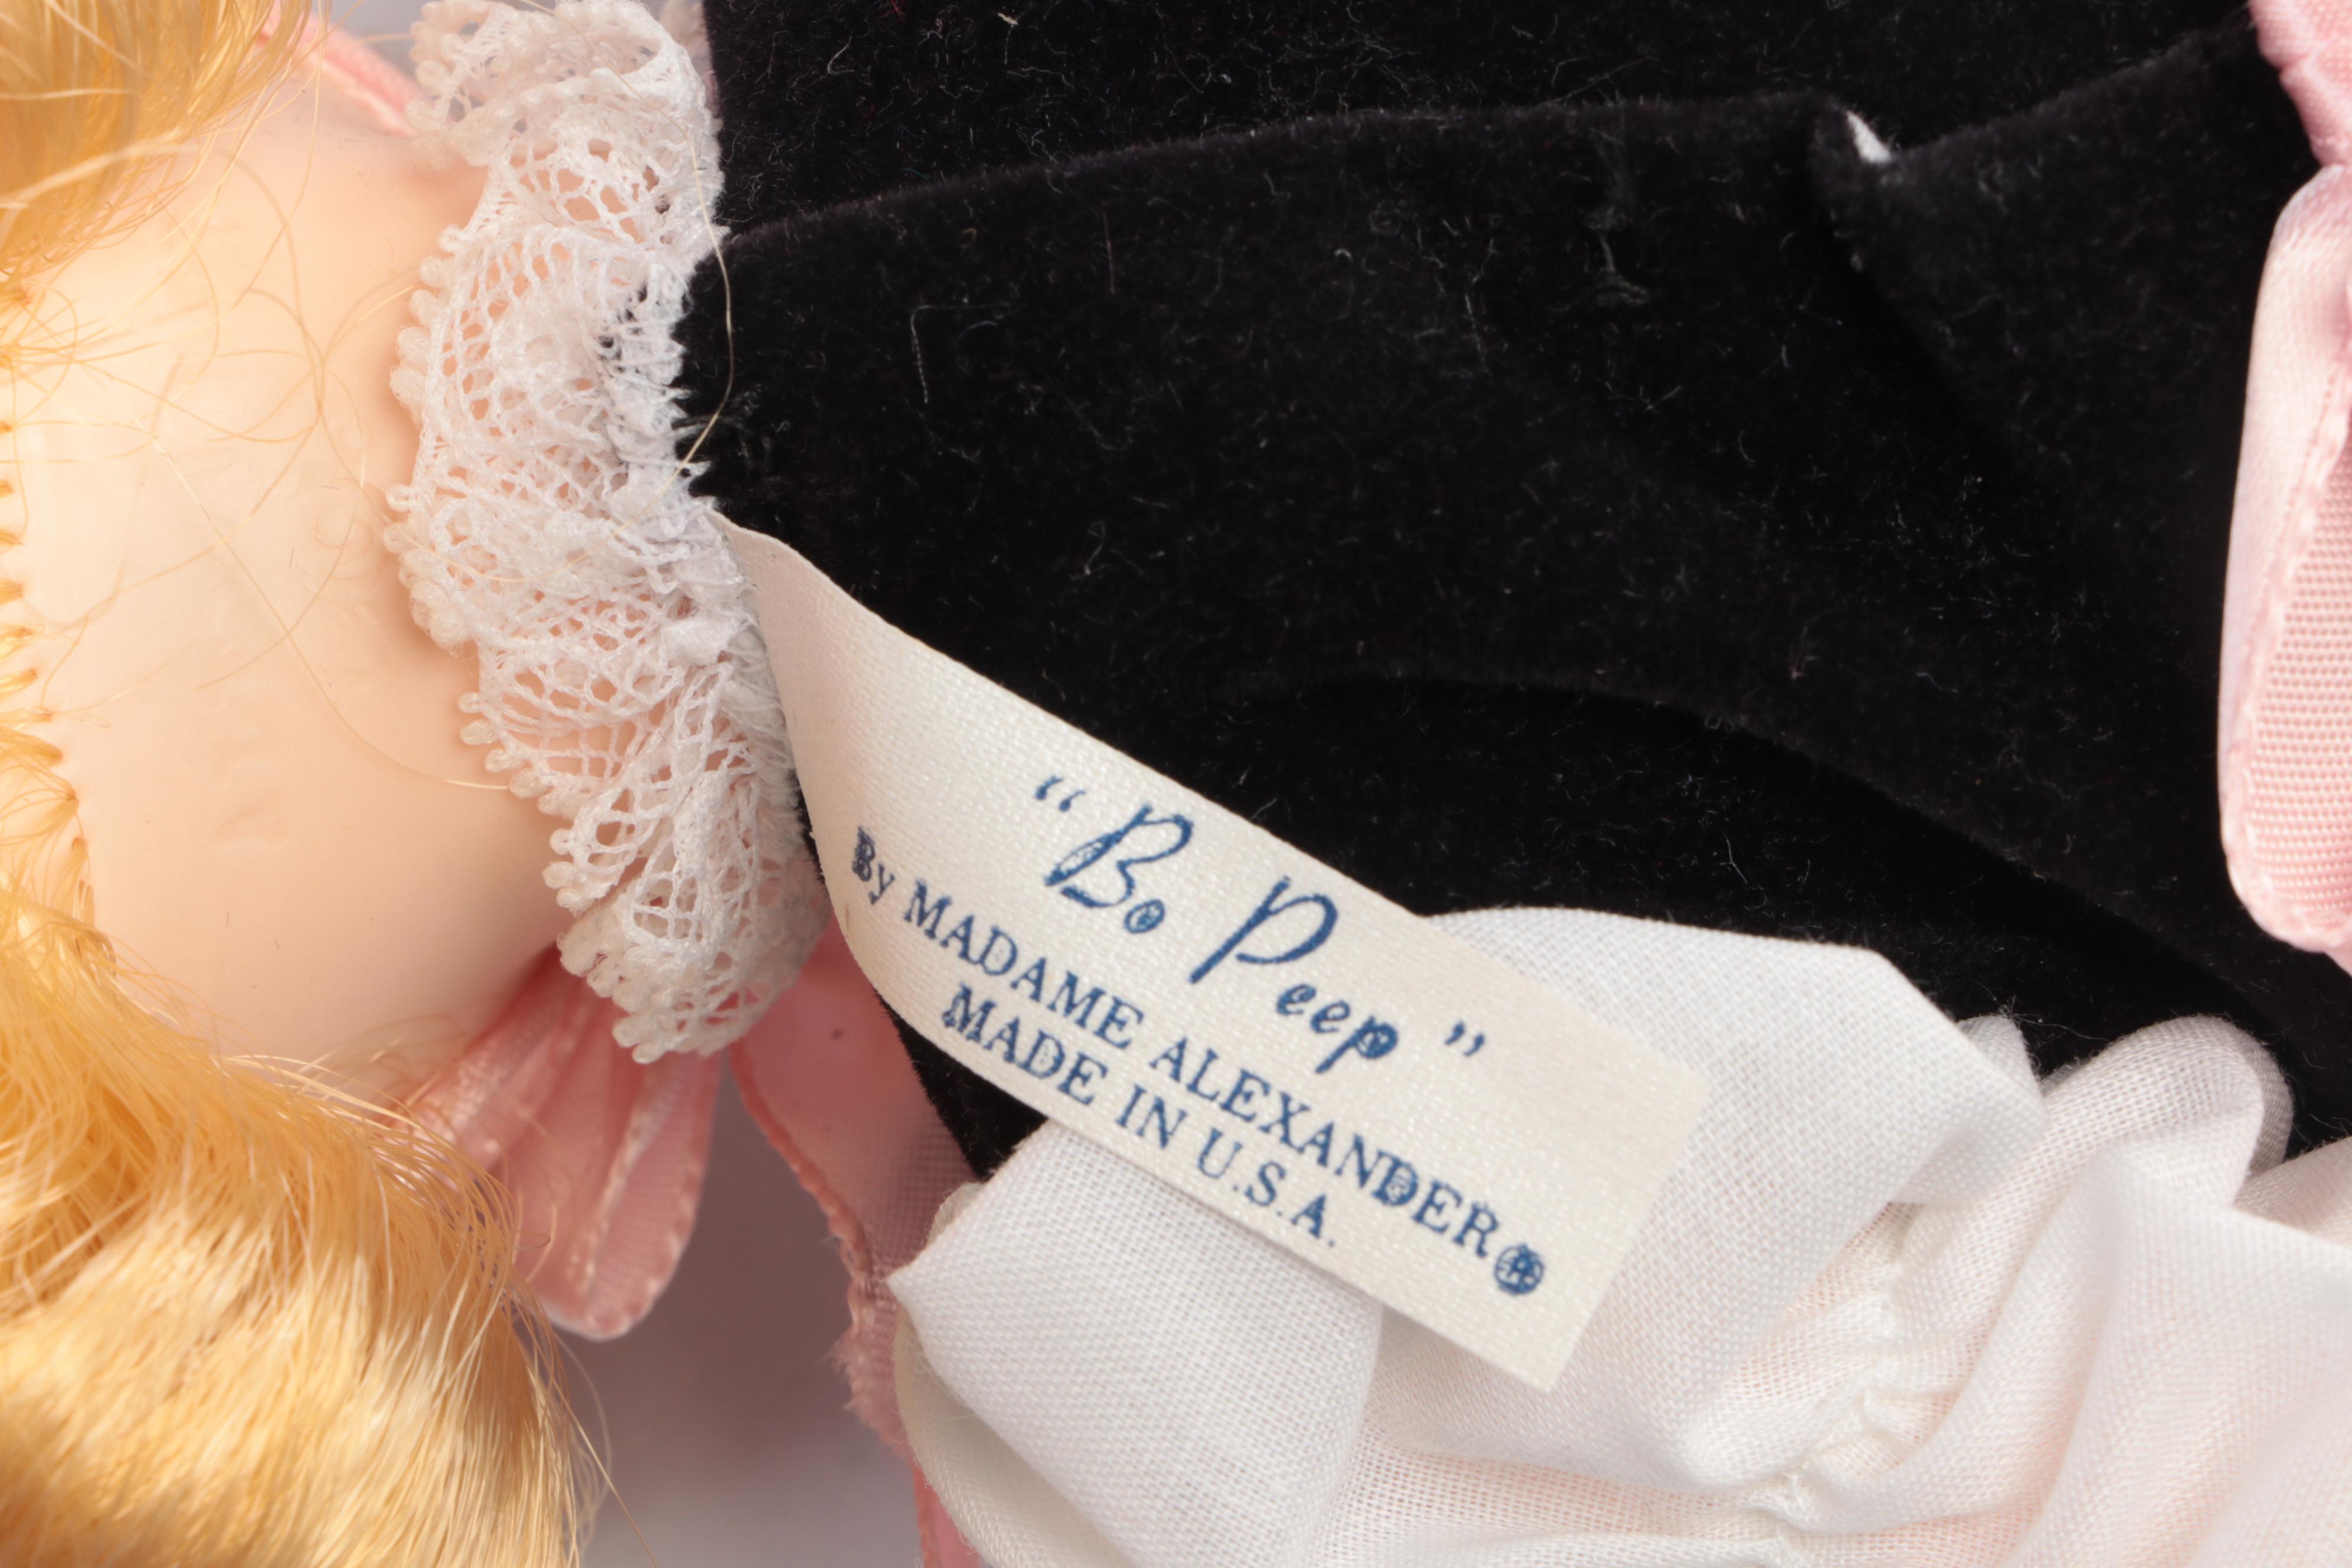 “Bo Peep”
By MADAME ALEXANDER®
MADE IN U.S.A.